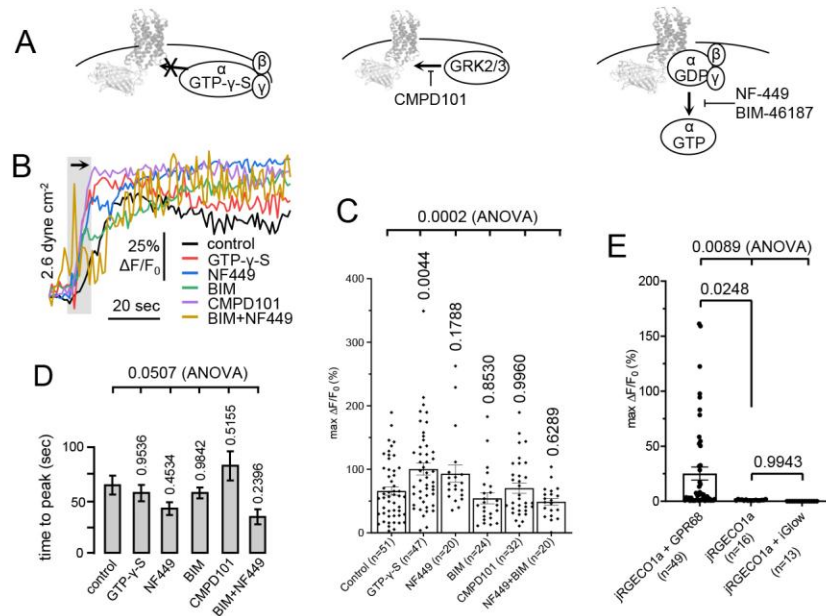 A
α
GTP-γ-S
β
γ
GRK2/3
CMPD101
α
GDP
β
γ
NF-449
BIM-46187
α
GTP
B
2.6 dyne cm⁻²
25%
ΔF/F₀
20 sec
control
GTP-γ-S
NF449
BIM
CMPD101
BIM+NF449
C
0.0002 (ANOVA)
0.0044
0.1788
0.8530
0.9960
0.6289
max ΔF/F₀ (%)
400
300
200
100
0
Control (n=51)
GTP-γ-S (n=47)
NF449 (n=20)
BIM (n=24)
CMPD101 (n=32)
NF449+BIM (n=20)
D
0.0507 (ANOVA)
0.9536
0.4534
0.9842
0.5155
0.2396
time to peak (sec)
100
50
0
control
GTP-γ-S
NF449
BIM
CMPD101
BIM+NF449
E
0.0089 (ANOVA)
0.0248
0.9943
max ΔF/F₀ (%)
200
150
100
50
25
0
jRGECO1a + GPR68
(n=49)
jRGECO1a
(n=16)
jRGECO1a + iGlow
(n=13)